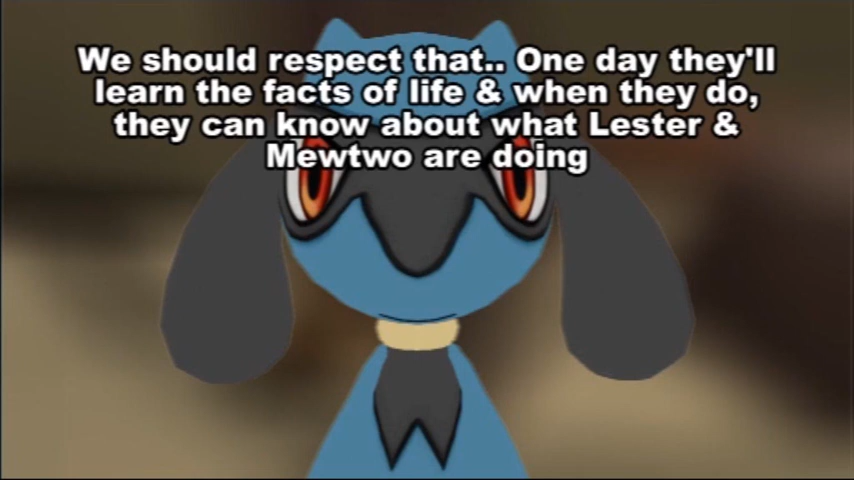 We should respect that.. One day they'll
learn the facts of life & when they do,
they can know about what Lester &
Mewtwo are doing